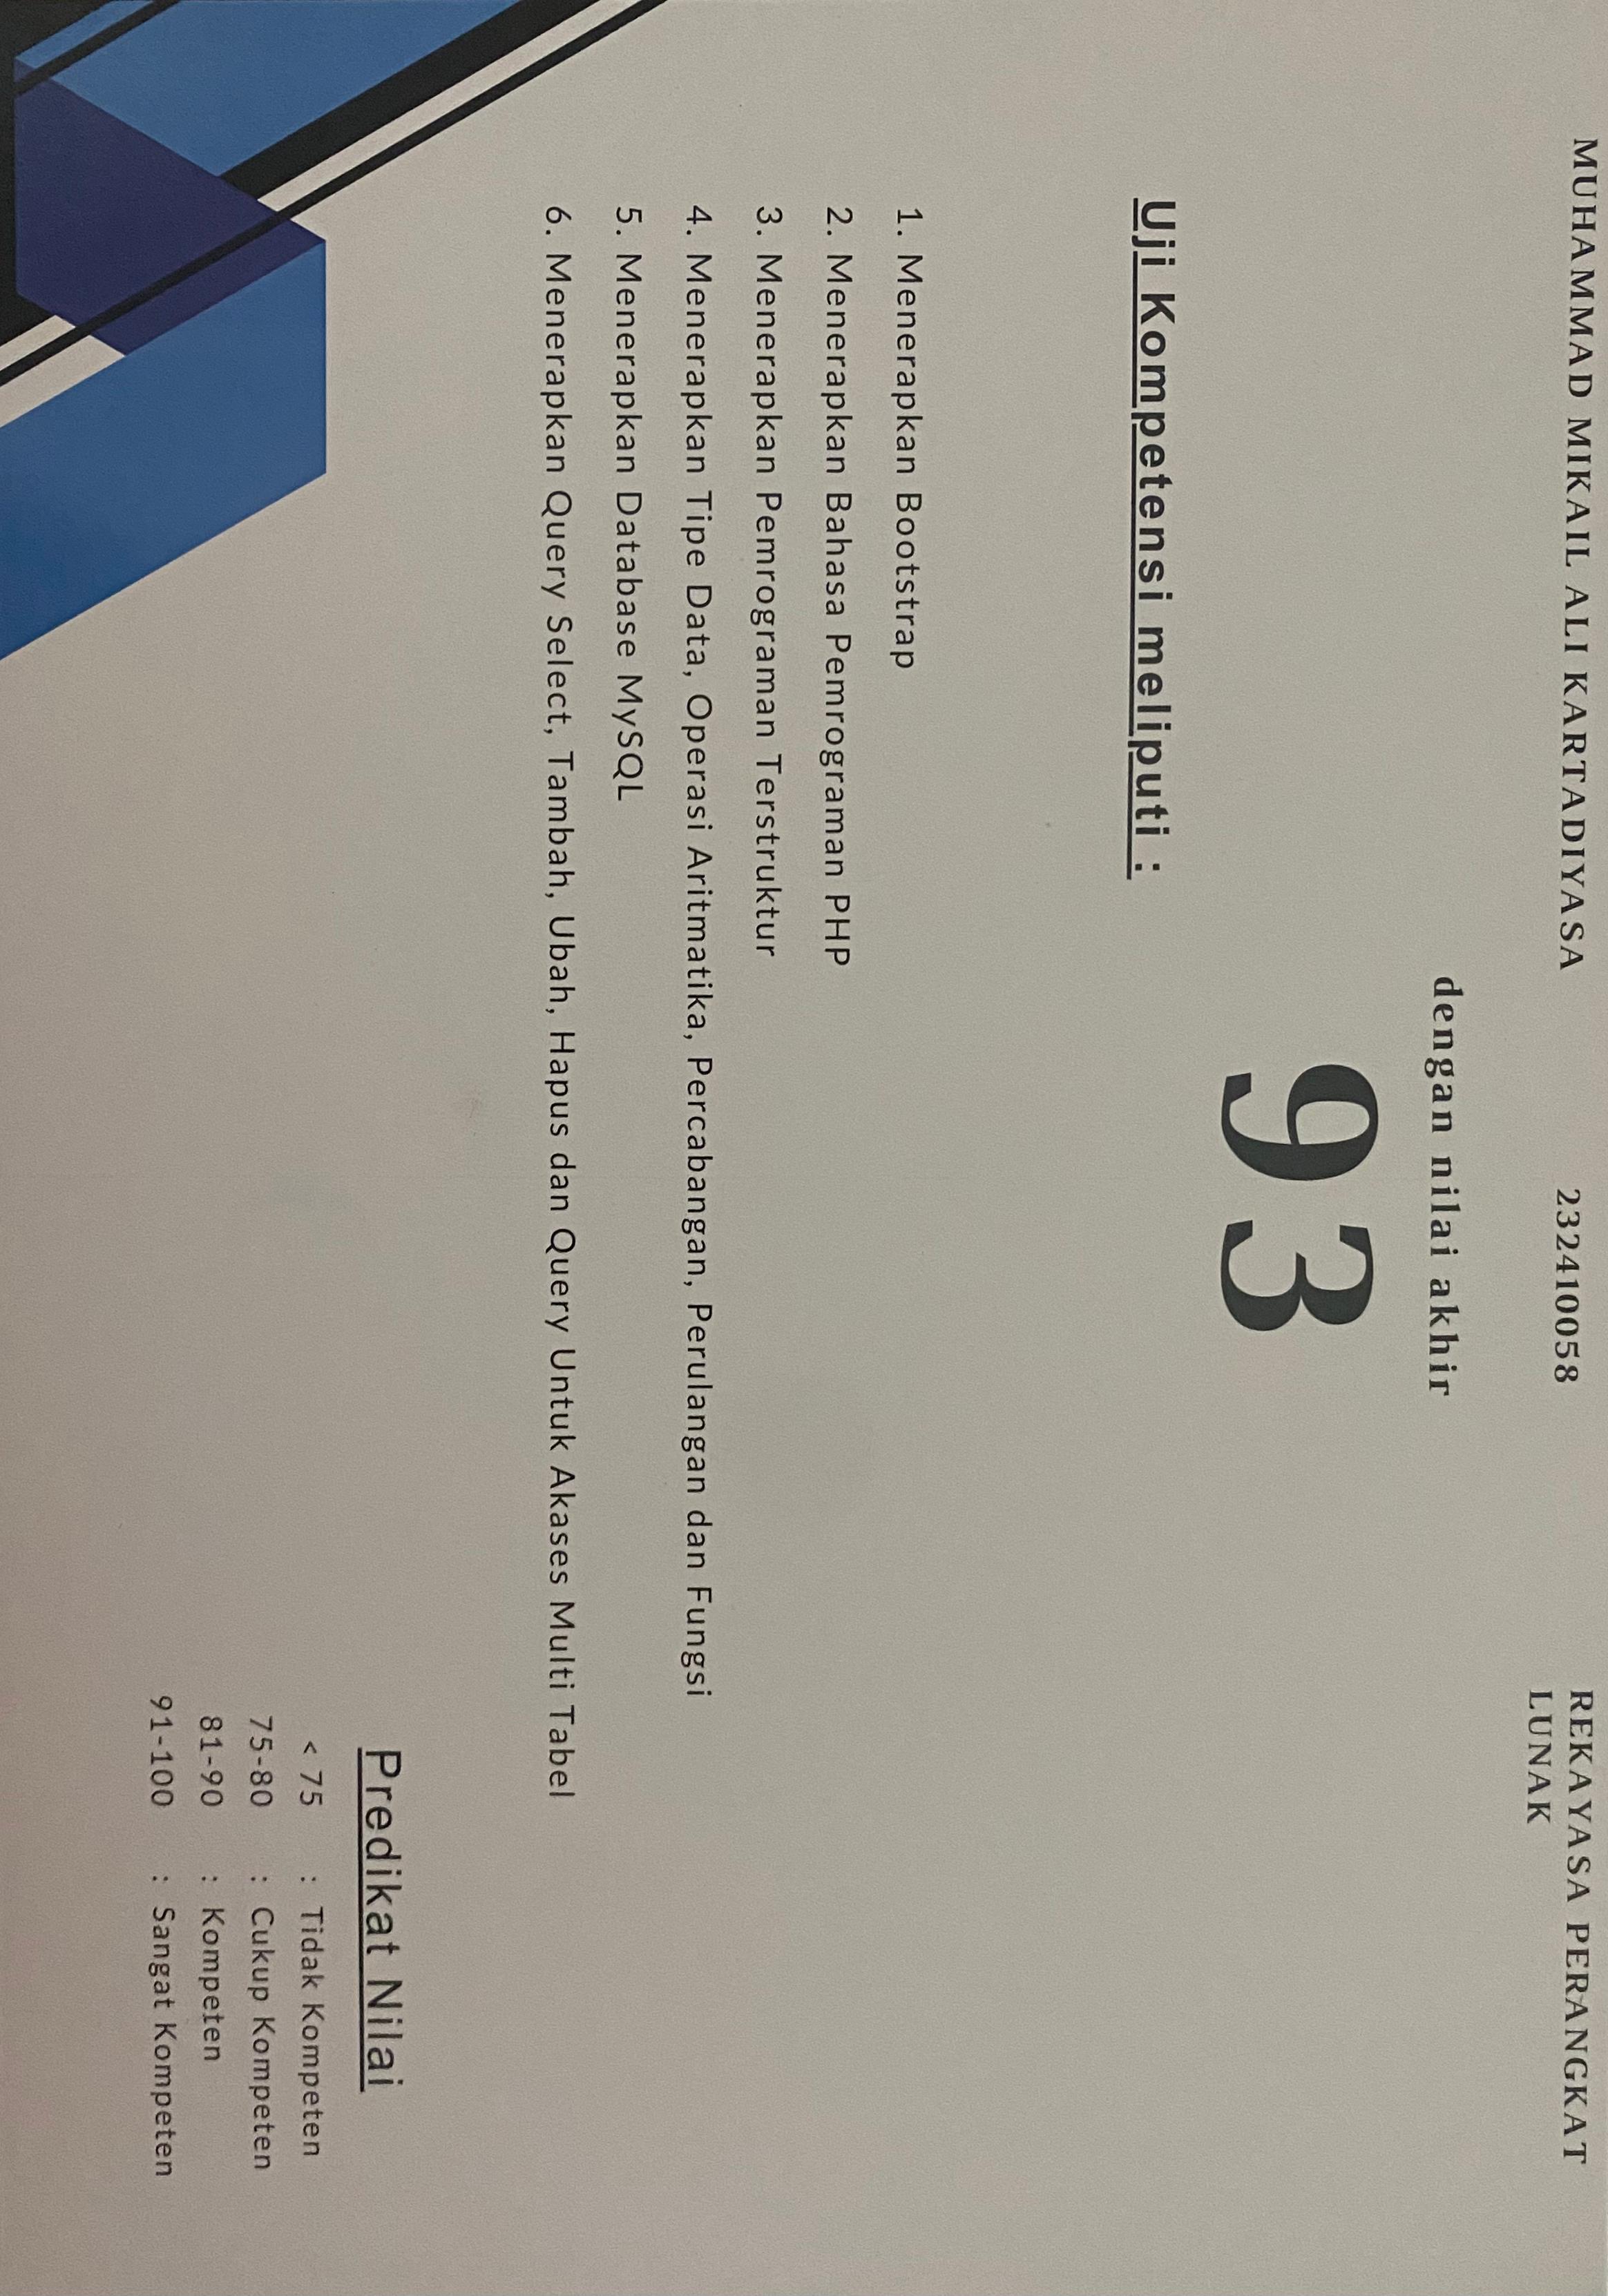 MUHAMMAD MIKAIL ALI KARTADIYASA
232410058
REKAYASA PERANGKAT
LUNAK
dengan nilai akhir
93
Uji Kompetensi meliputi :
1. Menerapkan Bootstrap
2. Menerapkan Bahasa Pemrograman PHP
3. Menerapkan Pemrograman Terstruktur
4. Menerapkan Tipe Data, Operasi Aritmatika, Percabangan, Perulangan dan Fungsi
5. Menerapkan Database MySQL
6. Menerapkan Query Select, Tambah, Ubah, Hapus dan Query Untuk Akases Multi Tabel
Predikat Nilai
< 75 : Tidak Kompeten
75-80 : Cukup Kompeten
81-90 : Kompeten
91-100 : Sangat Kompeten